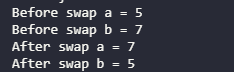 Before swap a = 5
Before swap b = 7
After swap a = 7
After swap b = 5